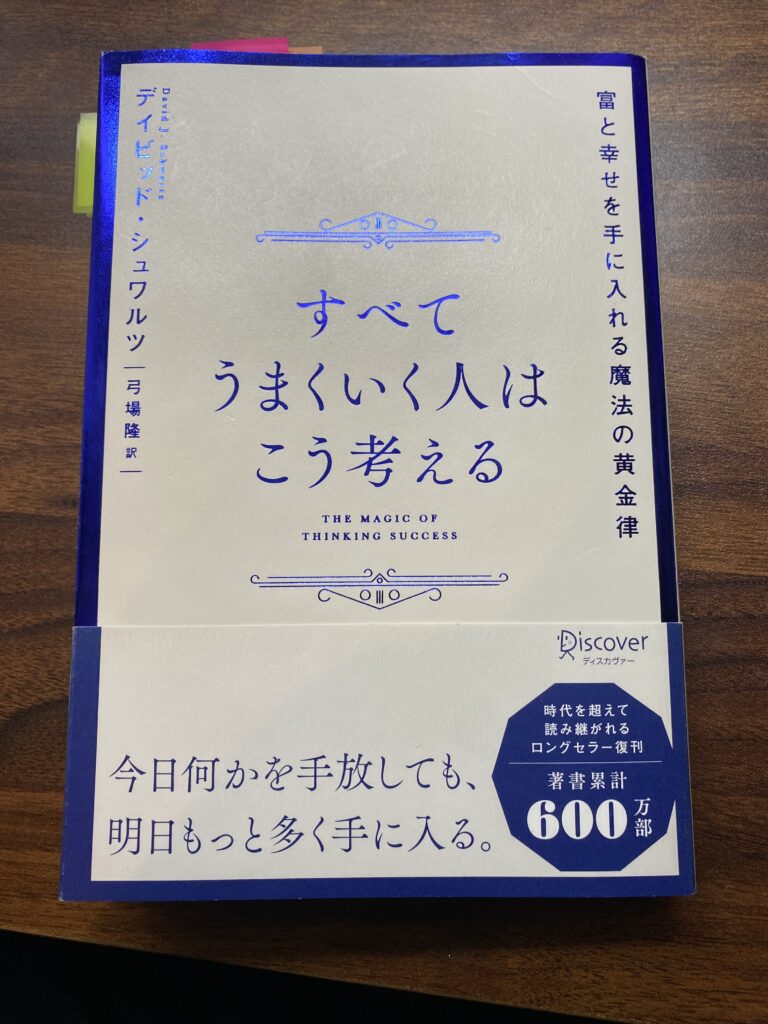 富と幸せを手に入れる魔法の黄金律
すべて
うまくいく人は
こう考える
THE MAGIC OF
THINKING SUCCESS
David J. Schwartz
デイビッド・シュワルツ
弓場隆 訳
Discover
ディスカヴァー
時代を超えて
読み継がれる
ロングセラー復刊
著書累計
600万部
今日何かを手放しても、
明日もっと多く手に入る。